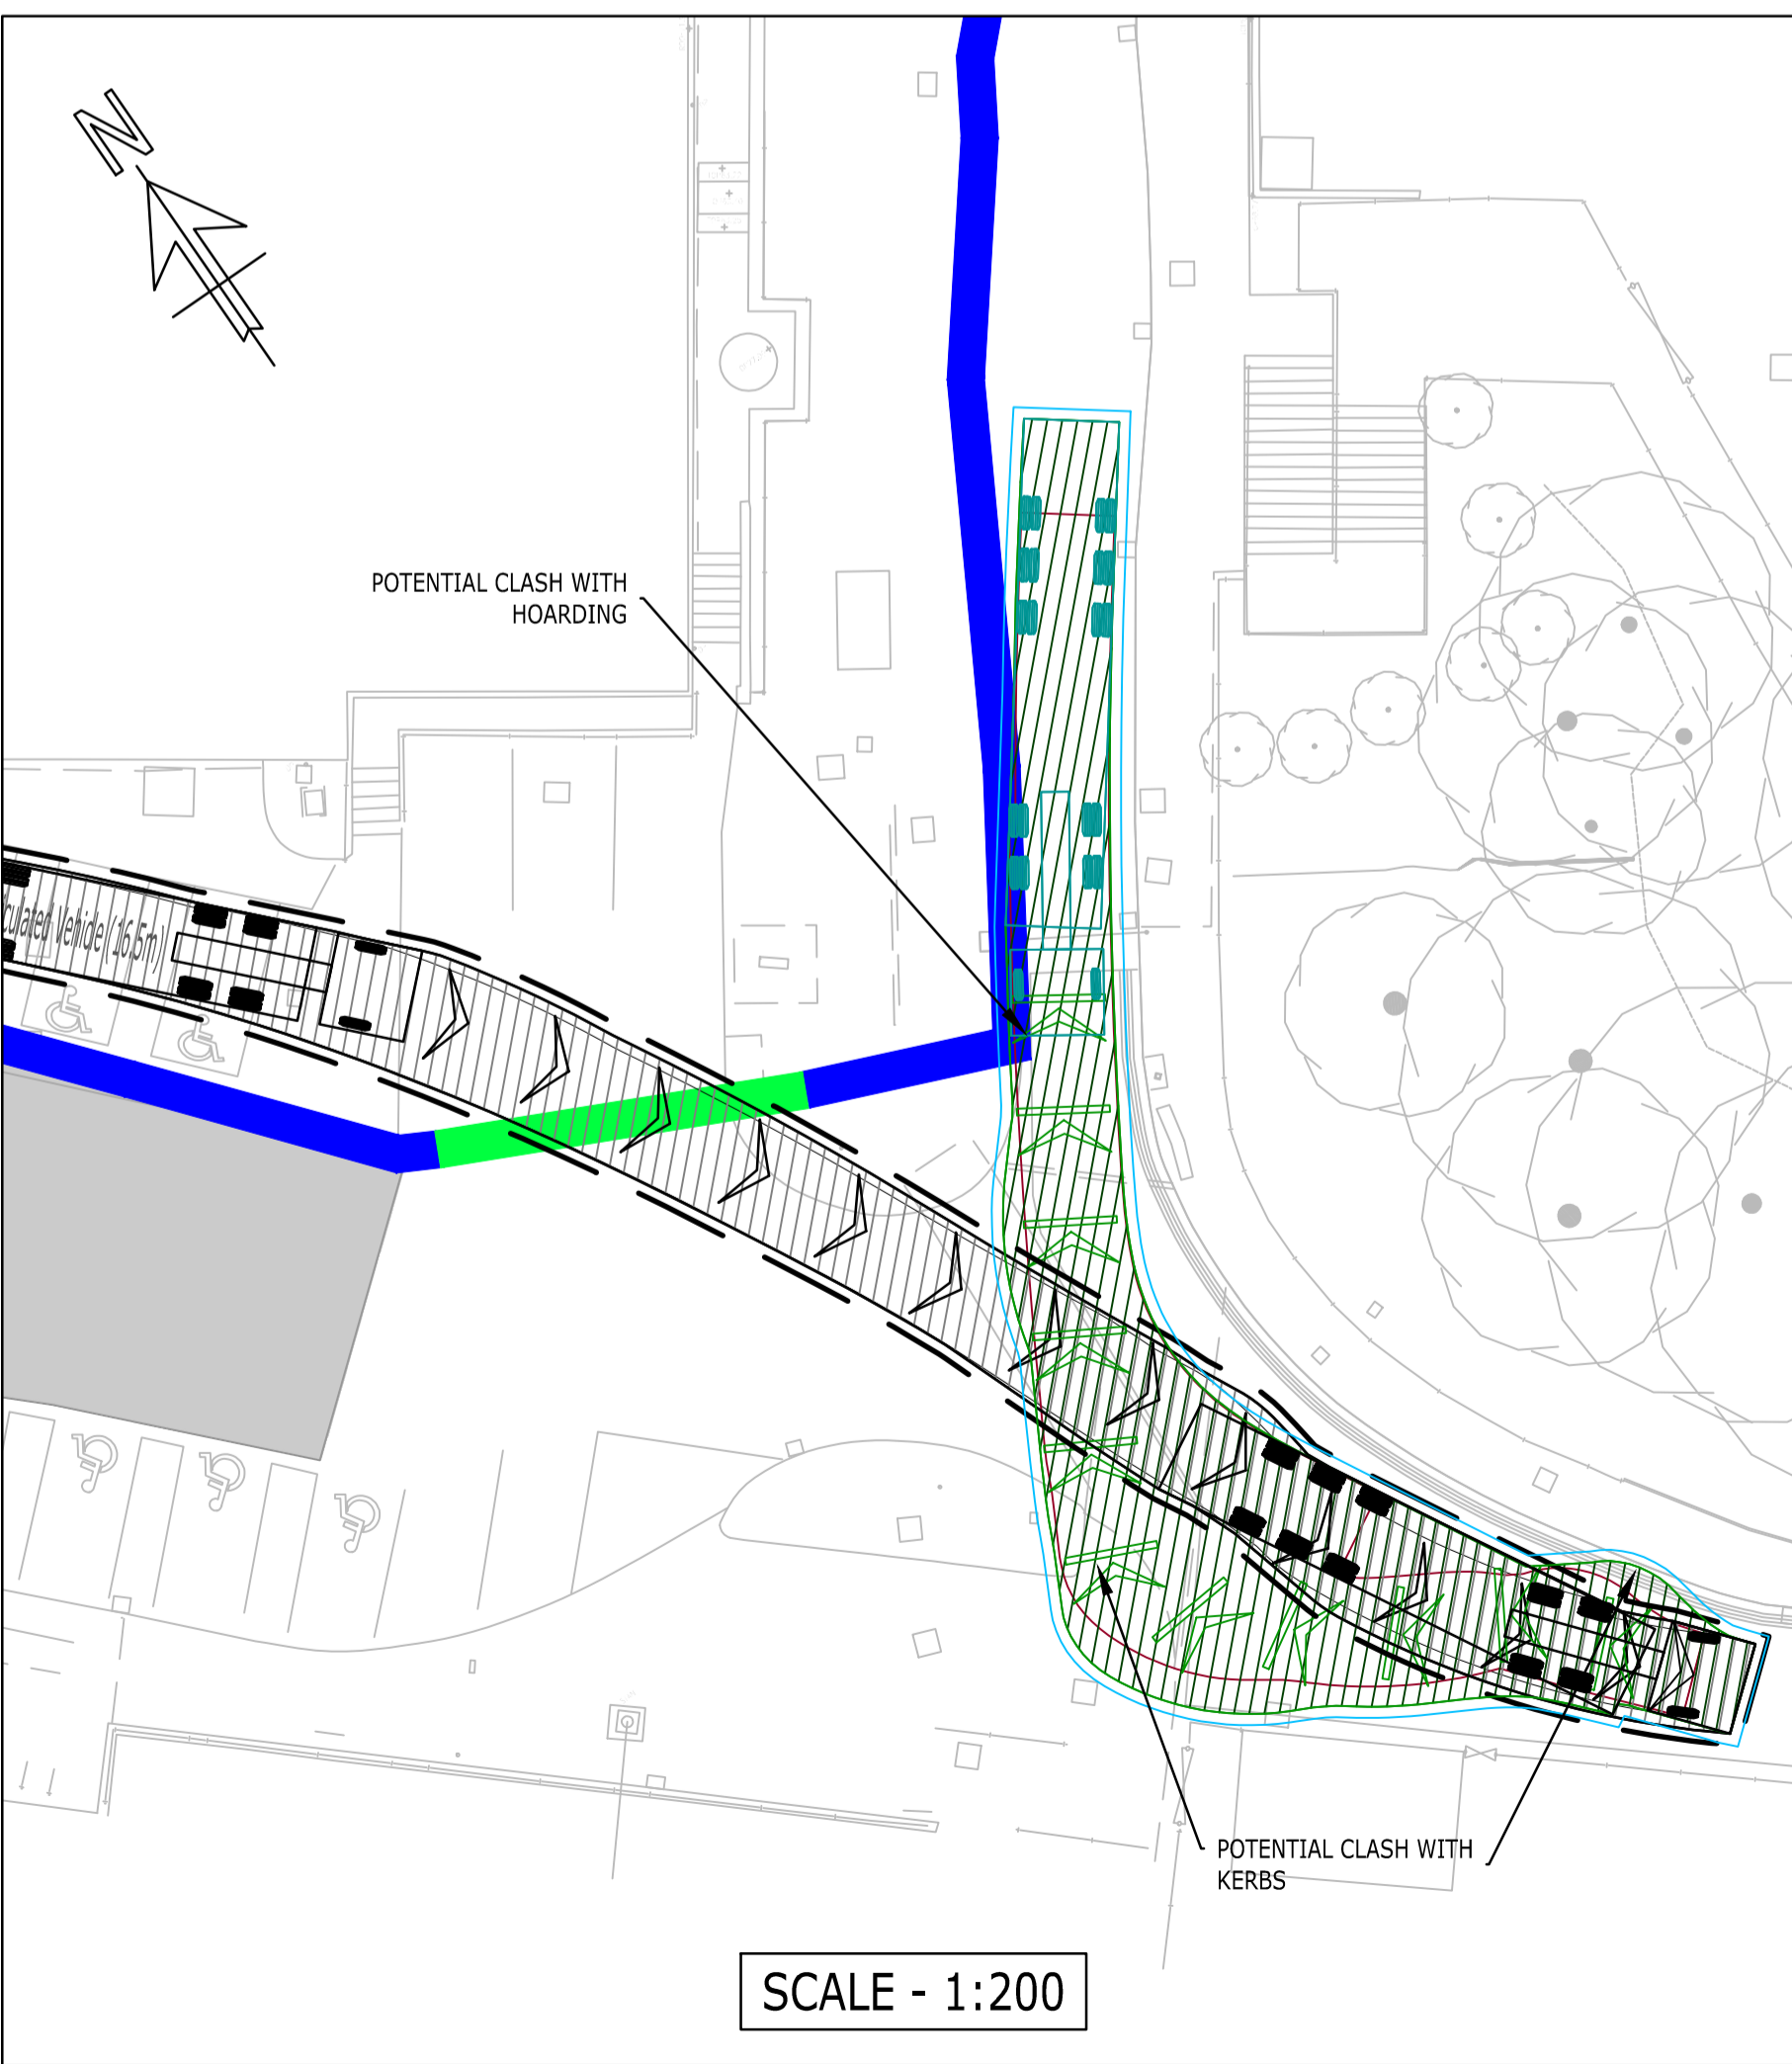 N
POTENTIAL CLASH WITH
HOARDING
culated Vehicle (16.5m)
POTENTIAL CLASH WITH
KERBS
SCALE - 1:200